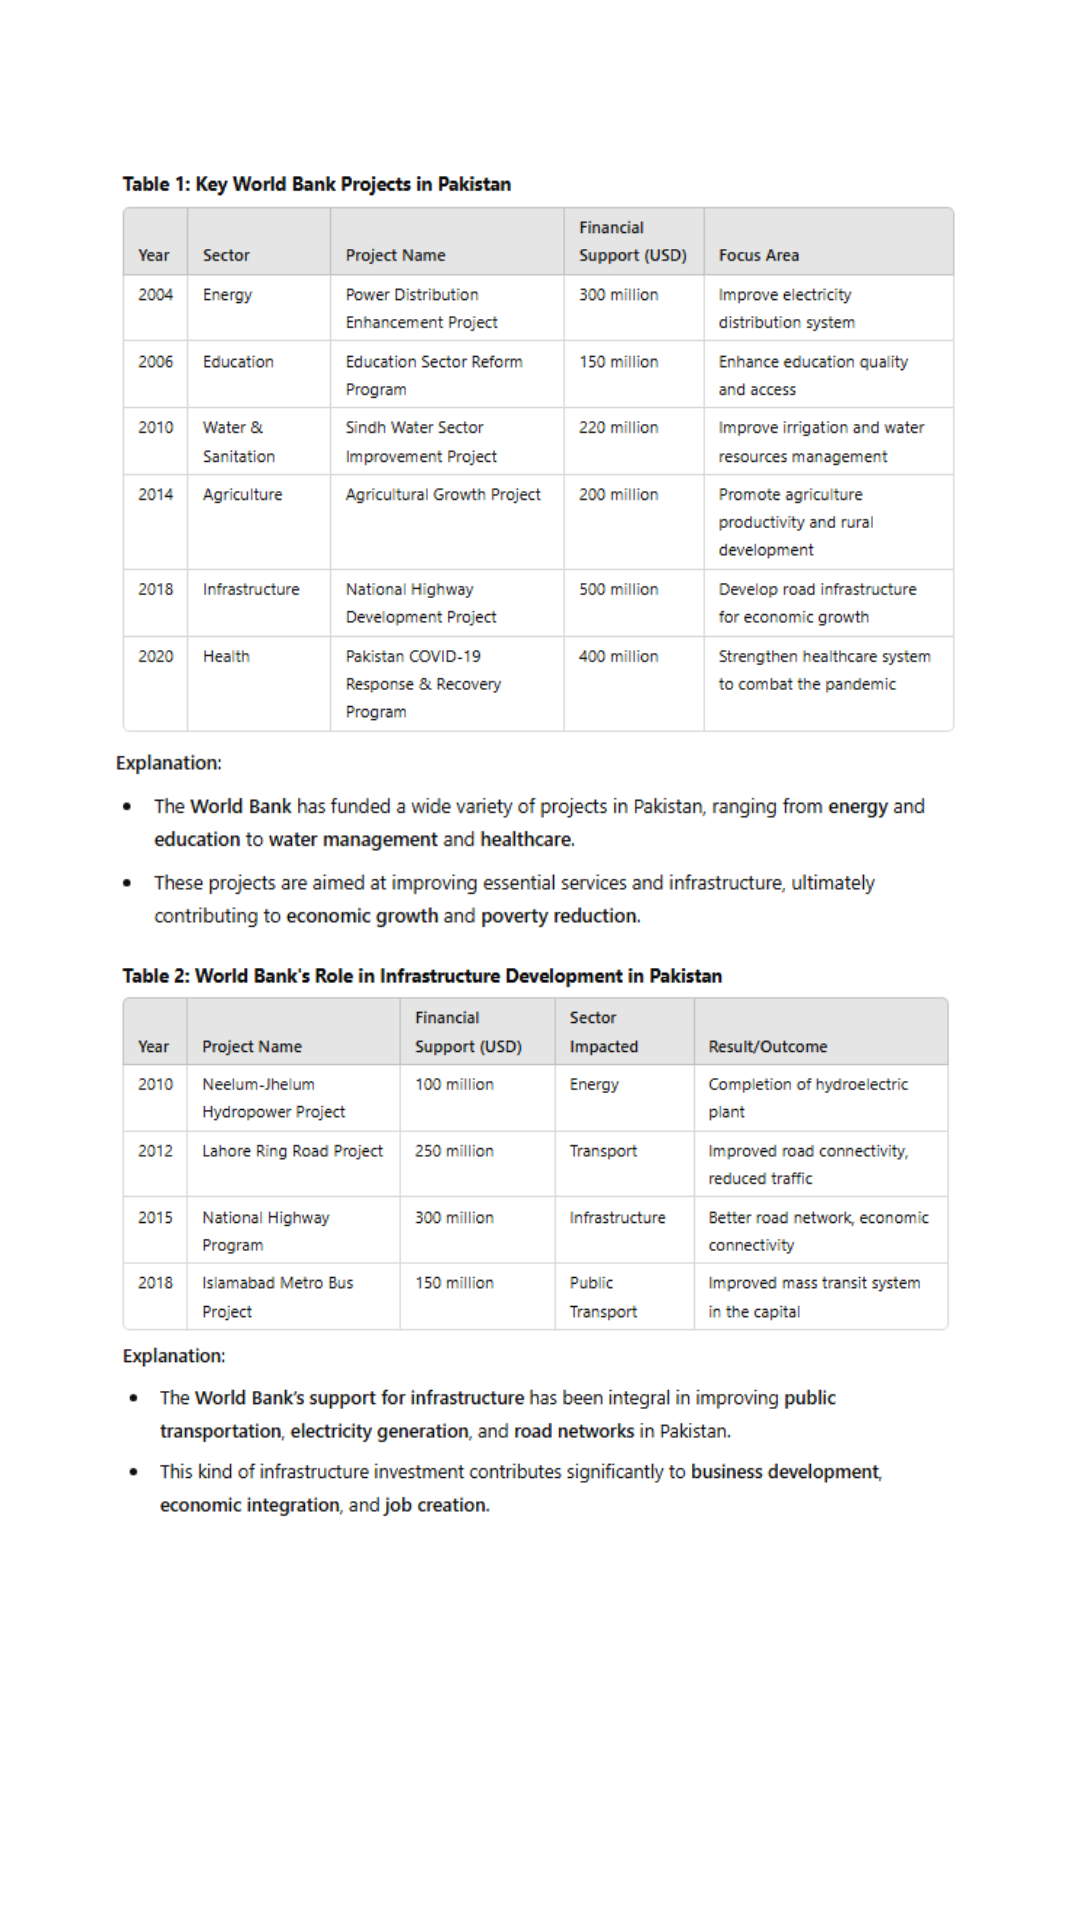 Table 1: Key World Bank Projects in Pakistan
Year Sector Project Name Financial Support (USD) Focus Area
2004 Energy Power Distribution Enhancement Project 300 million Improve electricity distribution system
2006 Education Education Sector Reform Program 150 million Enhance education quality and access
2010 Water & Sanitation Sindh Water Sector Improvement Project 220 million Improve irrigation and water resources management
2014 Agriculture Agricultural Growth Project 200 million Promote agriculture productivity and rural development
2018 Infrastructure National Highway Development Project 500 million Develop road infrastructure for economic growth
2020 Health Pakistan COVID-19 Response & Recovery Program 400 million Strengthen healthcare system to combat the pandemic
Explanation:
• The World Bank has funded a wide variety of projects in Pakistan, ranging from energy and
education to water management and healthcare.
• These projects are aimed at improving essential services and infrastructure, ultimately
contributing to economic growth and poverty reduction.
Table 2: World Bank's Role in Infrastructure Development in Pakistan
Year Project Name Financial Support (USD) Sector Impacted Result/Outcome
2010 Neelum-Jhelum Hydropower Project 100 million Energy Completion of hydroelectric plant
2012 Lahore Ring Road Project 250 million Transport Improved road connectivity, reduced traffic
2015 National Highway Program 300 million Infrastructure Better road network, economic connectivity
2018 Islamabad Metro Bus Project 150 million Public Transport Improved mass transit system in the capital
Explanation:
• The World Bank's support for infrastructure has been integral in improving public
transportation, electricity generation, and road networks in Pakistan.
• This kind of infrastructure investment contributes significantly to business development,
economic integration, and job creation.